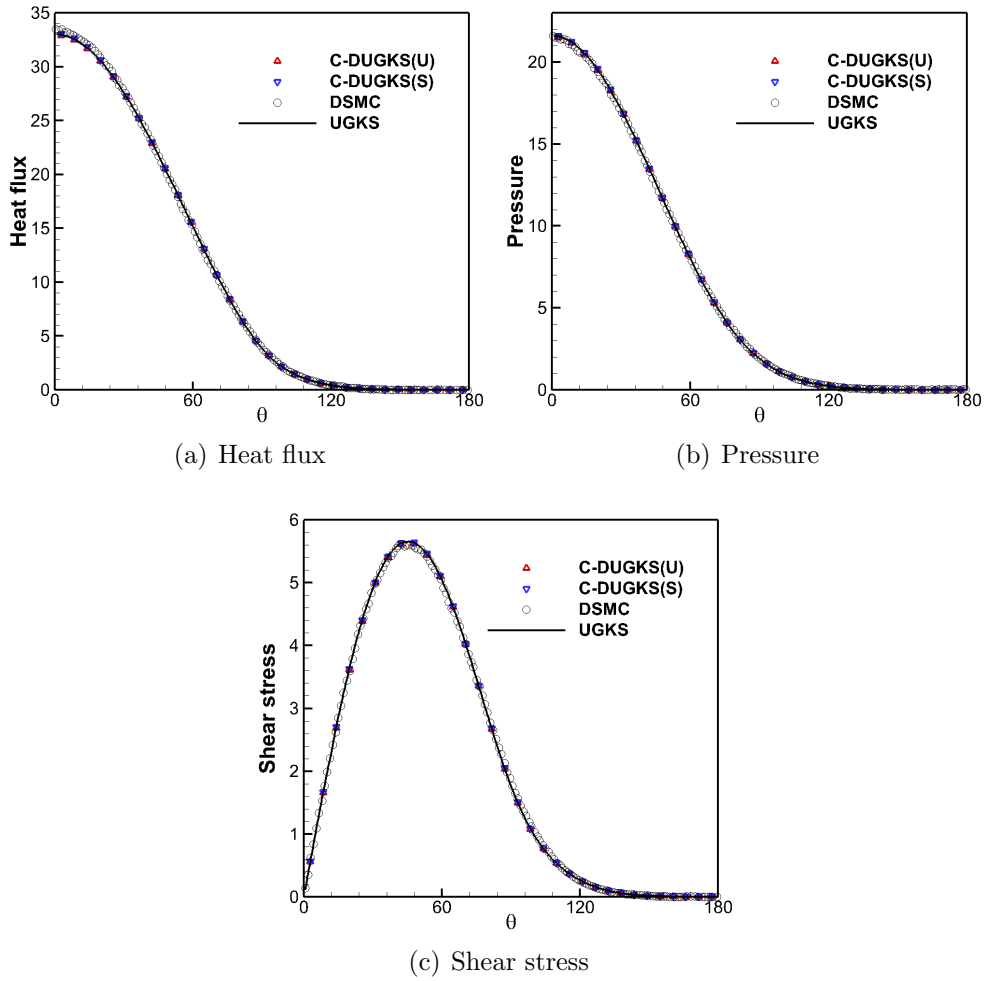 35
30
25
20
15
10
5
0
Heat flux
C-DUGKS(U)
C-DUGKS(S)
DSMC
UGKS
0 60 120 180
θ
(a) Heat flux
20
15
10
5
0
Pressure
C-DUGKS(U)
C-DUGKS(S)
DSMC
UGKS
0 60 120 180
θ
(b) Pressure
6
5
4
3
2
1
0
Shear stress
C-DUGKS(U)
C-DUGKS(S)
DSMC
UGKS
0 60 120 180
θ
(c) Shear stress